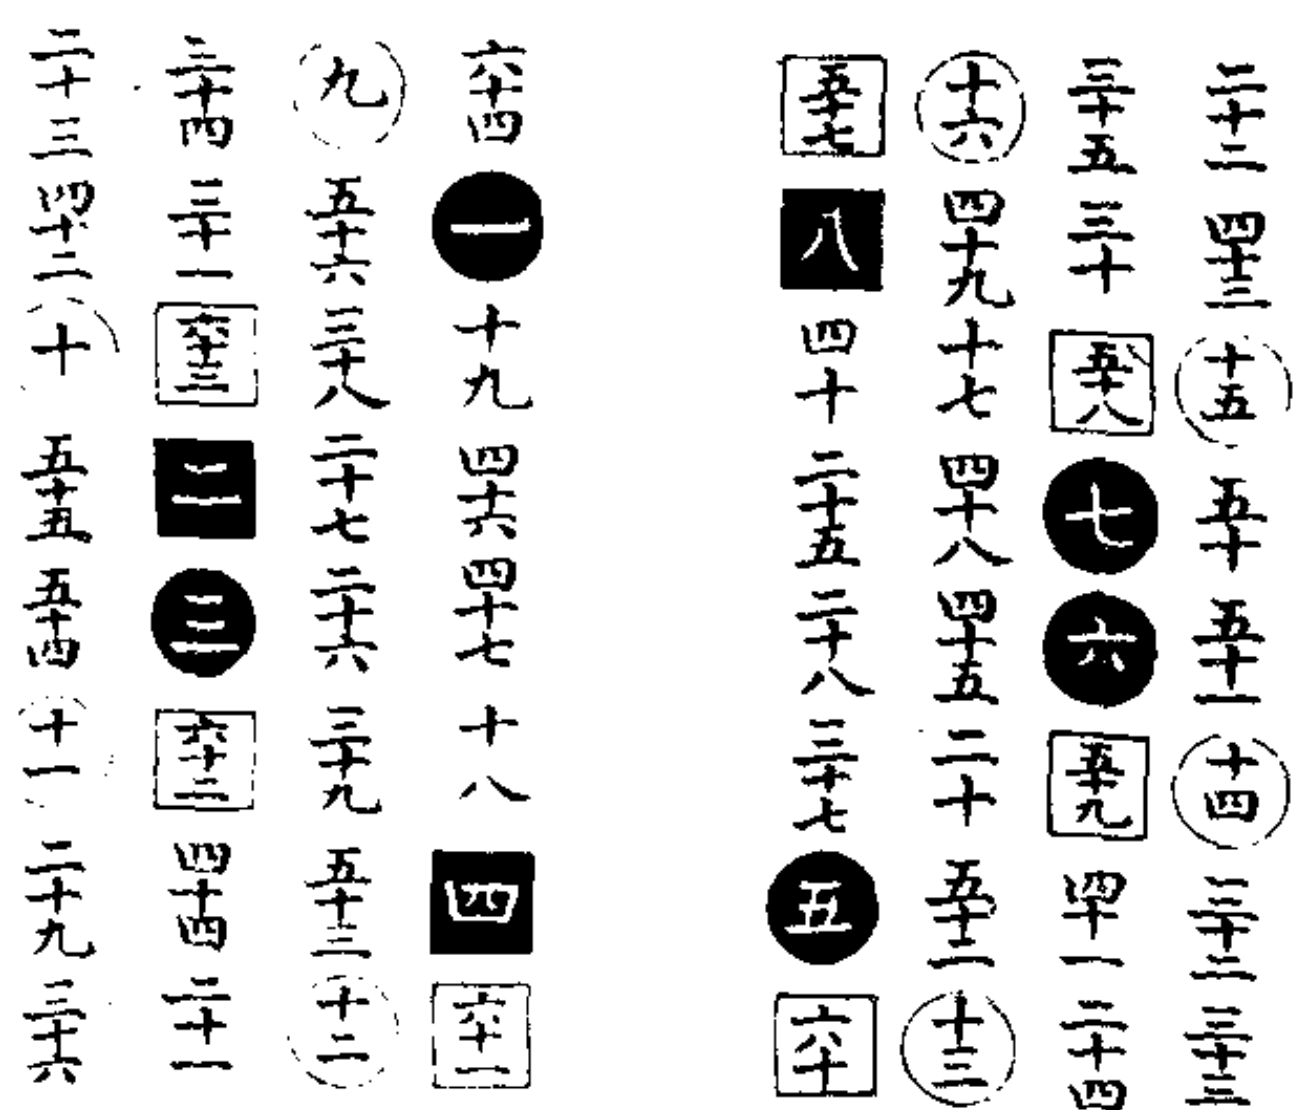 二十二 四十三 十五 五十 五十一 十四 三十二 三十三
三十五 三十 五十八 七 六 五十九 四十一 二十四
十六 四十九 十七 四十八 四十五 二十 五十二 十三
五十七 八 四十 二十五 二十八 三十七 五 六十
六十四 一 十九 四十六 四十七 十八 四 六十一
九 五十六 三十八 二十七 二十六 三十九 五十三 十二
三十四 三十一 六十三 二 三 六十二 四十四 二十一
二十三 四十二 十 五十五 五十四 十一 二十九 三十六